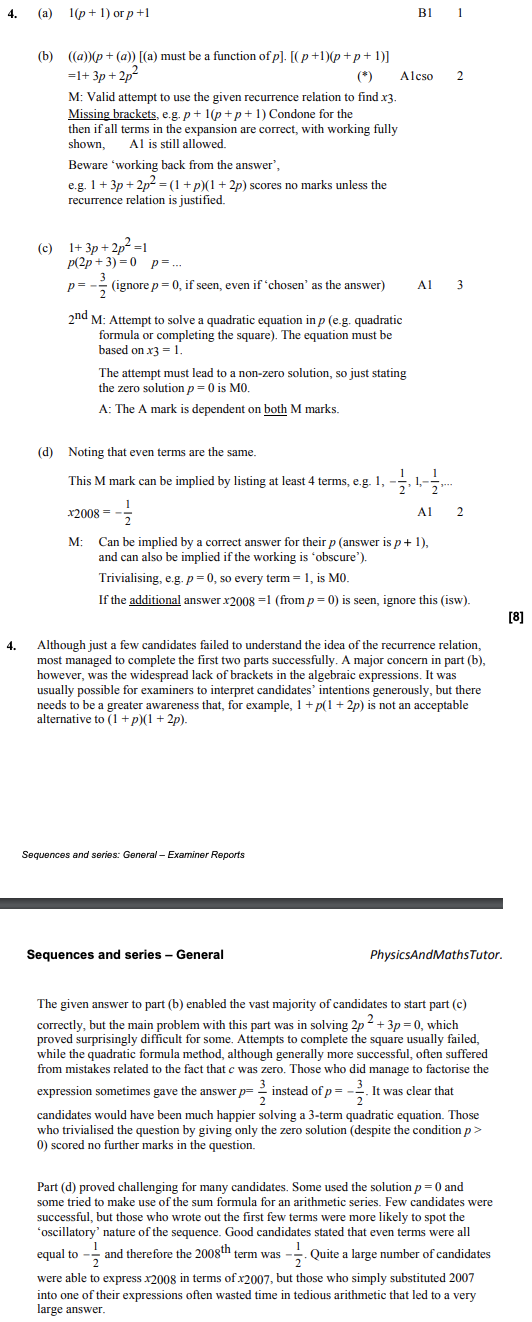 4. (a) 1(p + 1) or p +1 B1 1
(b) ((a))(p + (a)) [(a) must be a function of p]. [( p +1)(p + p + 1)]
=1+ 3p + 2p² (*) A1cso 2
M: Valid attempt to use the given recurrence relation to find x3.
Missing brackets, e.g. p + 1(p + p + 1) Condone for the
then if all terms in the expansion are correct, with working fully
shown, A1 is still allowed.
Beware ‘working back from the answer’,
e.g. 1 + 3p + 2p² = (1 + p)(1 + 2p) scores no marks unless the
recurrence relation is justified.
(c) 1+ 3p + 2p² =1
p(2p + 3) = 0 p = ...
p = −3/2 (ignore p = 0, if seen, even if ‘chosen’ as the answer) A1 3
2nd M: Attempt to solve a quadratic equation in p (e.g. quadratic
formula or completing the square). The equation must be
based on x3 = 1.
The attempt must lead to a non-zero solution, so just stating
the zero solution p = 0 is M0.
A: The A mark is dependent on both M marks.
(d) Noting that even terms are the same.
This M mark can be implied by listing at least 4 terms, e.g. 1, −1/2, 1,−1/2,...
x2008 = −1/2 A1 2
M: Can be implied by a correct answer for their p (answer is p + 1),
and can also be implied if the working is ‘obscure’).
Trivialising, e.g. p = 0, so every term = 1, is M0.
If the additional answer x2008 =1 (from p = 0) is seen, ignore this (isw).
[8]
4. Although just a few candidates failed to understand the idea of the recurrence relation,
most managed to complete the first two parts successfully. A major concern in part (b),
however, was the widespread lack of brackets in the algebraic expressions. It was
usually possible for examiners to interpret candidates’ intentions generously, but there
needs to be a greater awareness that, for example, 1 + p(1 + 2p) is not an acceptable
alternative to (1 + p)(1 + 2p).
Sequences and series: General – Examiner Reports
Sequences and series – General PhysicsAndMathsTutor.
The given answer to part (b) enabled the vast majority of candidates to start part (c)
correctly, but the main problem with this part was in solving 2p² + 3p = 0, which
proved surprisingly difficult for some. Attempts to complete the square usually failed,
while the quadratic formula method, although generally more successful, often suffered
from mistakes related to the fact that c was zero. Those who did manage to factorise the
expression sometimes gave the answer p= 3/2 instead of p = −3/2. It was clear that
candidates would have been much happier solving a 3-term quadratic equation. Those
who trivialised the question by giving only the zero solution (despite the condition p >
0) scored no further marks in the question.
Part (d) proved challenging for many candidates. Some used the solution p = 0 and
some tried to make use of the sum formula for an arithmetic series. Few candidates were
successful, but those who wrote out the first few terms were more likely to spot the
‘oscillatory’ nature of the sequence. Good candidates stated that even terms were all
equal to −1/2 and therefore the 2008th term was −1/2. Quite a large number of candidates
were able to express x2008 in terms of x2007, but those who simply substituted 2007
into one of their expressions often wasted time in tedious arithmetic that led to a very
large answer.